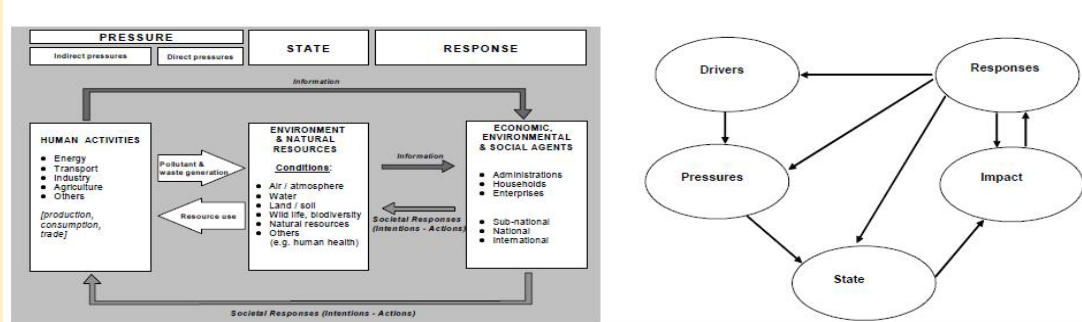 PRESSURE
Indirect pressures
Direct pressures
STATE
RESPONSE
Information
HUMAN ACTIVITIES
• Energy
• Transport
• Industry
• Agriculture
• Others
[production,
consumption,
trade]
Pollutant &
waste generation
Resource use
ENVIRONMENT
& NATURAL
RESOURCES
Conditions:
• Air / atmosphere
• Water
• Land / soil
• Wild life, biodiversity
• Natural resources
• Others
(e.g. human health)
Information
Societal Responses
(Intentions - Actions)
ECONOMIC,
ENVIRONMENTAL
& SOCIAL AGENTS
• Administrations
• Households
• Enterprises
• Sub-national
• National
• International
Societal Responses (Intentions - Actions)
Drivers
Responses
Pressures
Impact
State